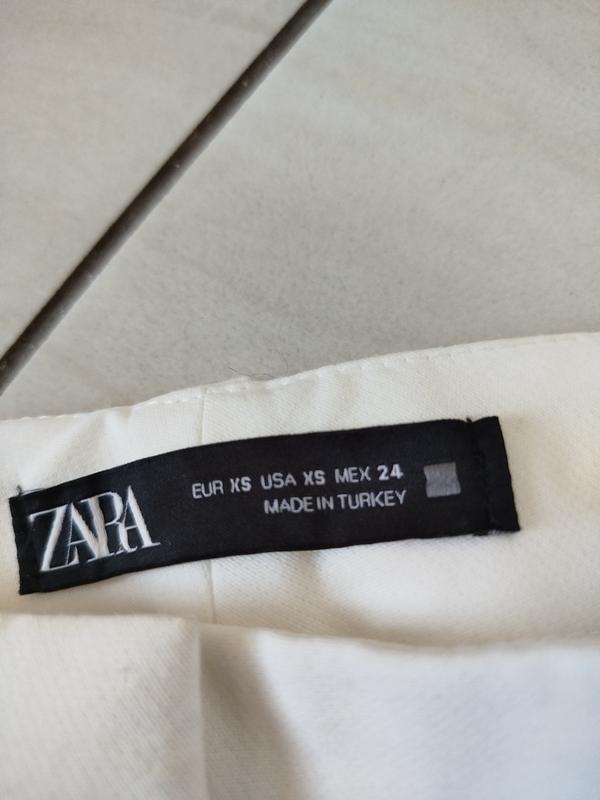 ZARA
EUR XS USA XS MEX 24
MADE IN TURKEY